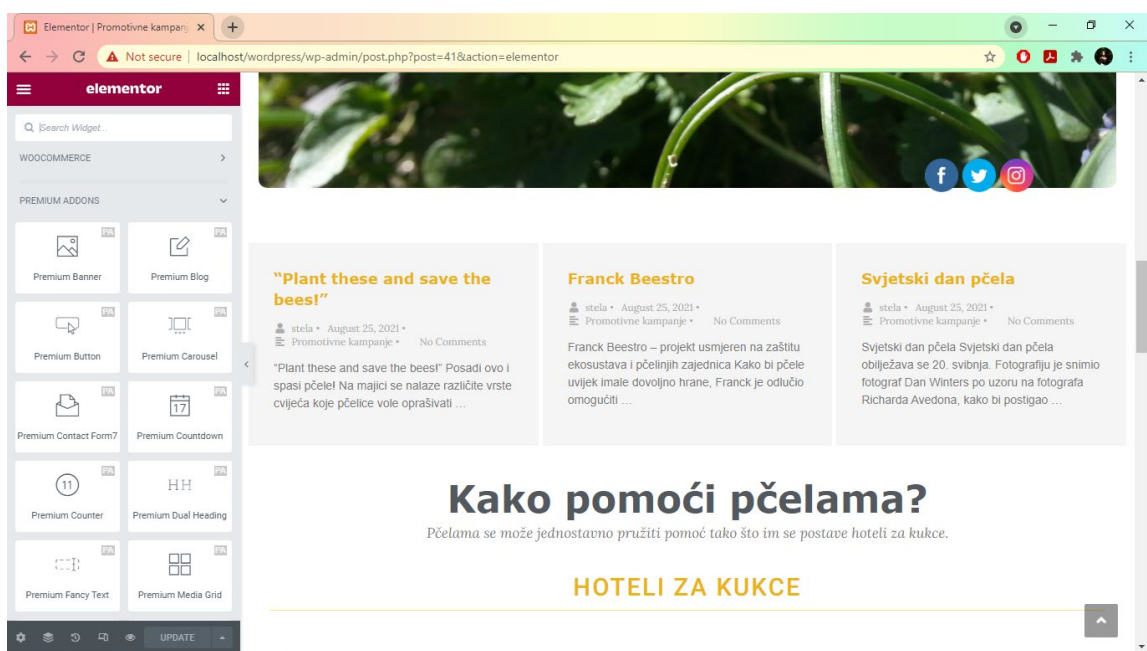 Elementor | Promotivne kampanj
Not secure | localhost/wordpress/wp-admin/post.php?post=41&action=elementor
elementor
Search Widget...
WOOCOMMERCE
PREMIUM ADDONS
PA PA
Premium Banner Premium Blog
PA PA
Premium Button Premium Carousel
PA PA
17
Premium Contact Form7 Premium Countdown
PA PA
11 HH
Premium Counter Premium Dual Heading
PA PA
Premium Fancy Text Premium Media Grid
UPDATE
"Plant these and save the
bees!"
stela • August 25, 2021 •
Promotivne kampanje • No Comments
"Plant these and save the bees!" Posadi ovo i
spasi pčele! Na majici se nalaze različite vrste
cvijeća koje pčelice vole oprašivati …
Franck Beestro
stela • August 25, 2021 •
Promotivne kampanje • No Comments
Franck Beestro – projekt usmjeren na zaštitu
ekosustava i pčelinjih zajednica Kako bi pčele
uvijek imale dovoljno hrane, Franck je odlučio
omogućiti …
Svjetski dan pčela
stela • August 25, 2021 •
Promotivne kampanje • No Comments
Svjetski dan pčela Svjetski dan pčela
obilježava se 20. svibnja. Fotografiju je snimio
fotograf Dan Winters po uzoru na fotografa
Richarda Avedona, kako bi postigao …
Kako pomoći pčelama?
Pčelama se može jednostavno pružiti pomoć tako što im se postave hoteli za kukce.
HOTELI ZA KUKCE